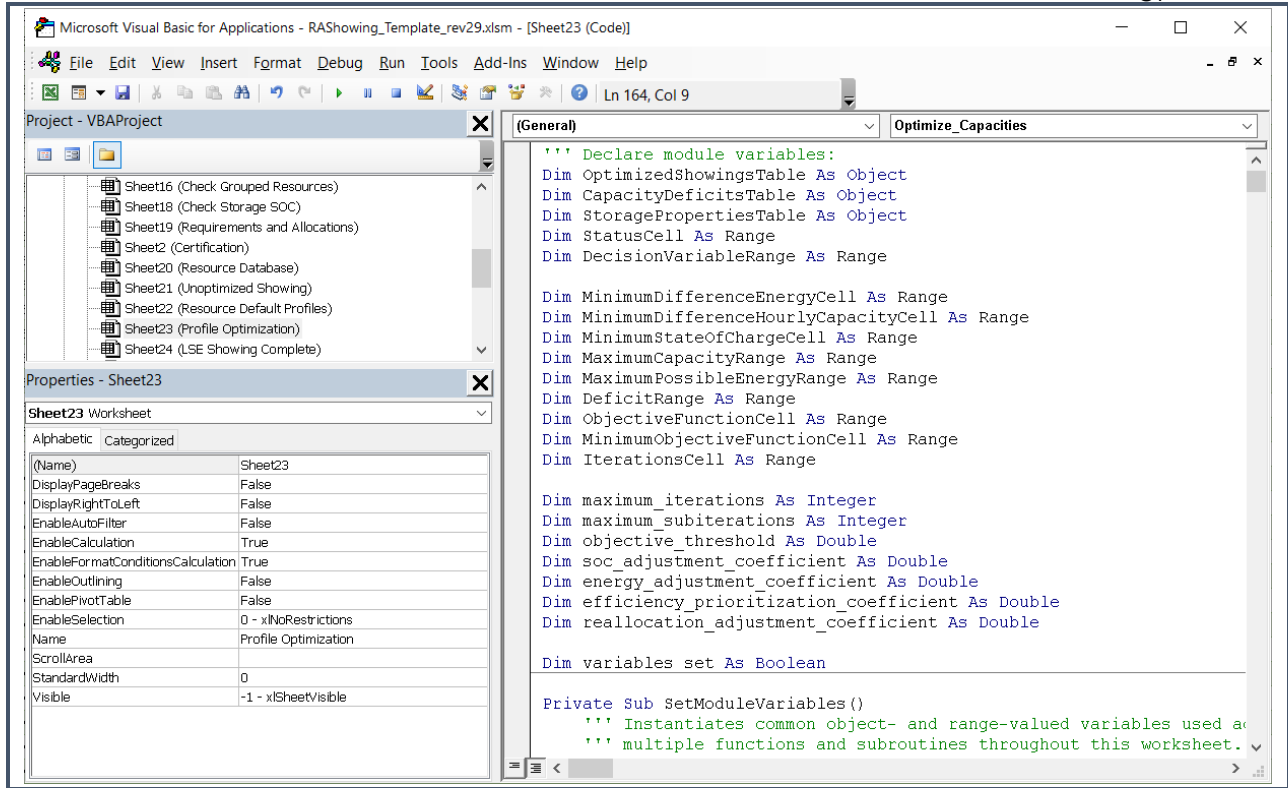 Microsoft Visual Basic for Applications - RAShowing_Template_rev29.xlsm - [Sheet23 (Code)]
File Edit View Insert Format Debug Run Tools Add-Ins Window Help
Ln 164, Col 9
Project - VBAProject
Sheet16 (Check Grouped Resources)
Sheet18 (Check Storage SOC)
Sheet19 (Requirements and Allocations)
Sheet2 (Certification)
Sheet20 (Resource Database)
Sheet21 (Unoptimized Showing)
Sheet22 (Resource Default Profiles)
Sheet23 (Profile Optimization)
Sheet24 (LSE Showing Complete)
Properties - Sheet23
Sheet23 Worksheet
Alphabetic Categorized
(Name) Sheet23
DisplayPageBreaks False
DisplayRightToLeft False
EnableAutoFilter False
EnableCalculation True
EnableFormatConditionsCalculation True
EnableOutlining False
EnablePivotTable False
EnableSelection 0 - xlNoRestrictions
Name Profile Optimization
ScrollArea
StandardWidth 0
Visible -1 - xlSheetVisible
(General) Optimize_Capacities
''' Declare module variables:
Dim OptimizedShowingsTable As Object
Dim CapacityDeficitsTable As Object
Dim StoragePropertiesTable As Object
Dim StatusCell As Range
Dim DecisionVariableRange As Range
Dim MinimumDifferenceEnergyCell As Range
Dim MinimumDifferenceHourlyCapacityCell As Range
Dim MinimumStateOfChargeCell As Range
Dim MaximumCapacityRange As Range
Dim MaximumPossibleEnergyRange As Range
Dim DeficitRange As Range
Dim ObjectiveFunctionCell As Range
Dim MinimumObjectiveFunctionCell As Range
Dim IterationsCell As Range
Dim maximum_iterations As Integer
Dim maximum_subiterations As Integer
Dim objective_threshold As Double
Dim soc_adjustment_coefficient As Double
Dim energy_adjustment_coefficient As Double
Dim efficiency_prioritization_coefficient As Double
Dim reallocation_adjustment_coefficient As Double
Dim variables set As Boolean
Private Sub SetModuleVariables()
''' Instantiates common object- and range-valued variables used
''' multiple functions and subroutines throughout this worksheet.